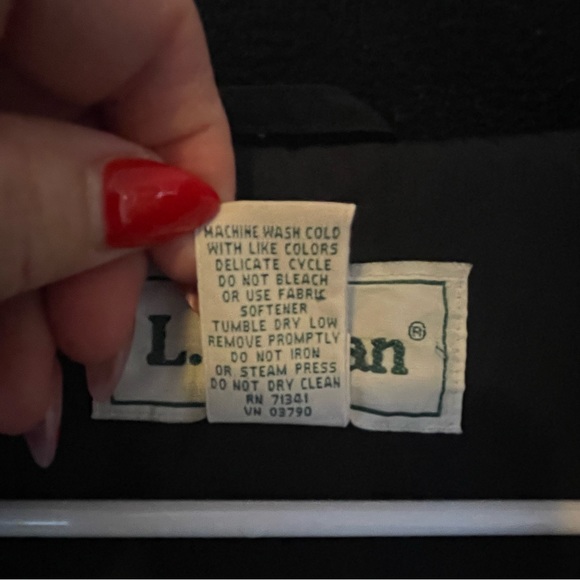 MACHINE WASH COLD
WITH LIKE COLORS
DELICATE CYCLE
DO NOT BLEACH
OR USE FABRIC
SOFTENER
TUMBLE DRY LOW
REMOVE PROMPTLY
DO NOT IRON
OR STEAM PRESS
DO NOT DRY CLEAN
RN 71341
VN 03790
L. an®